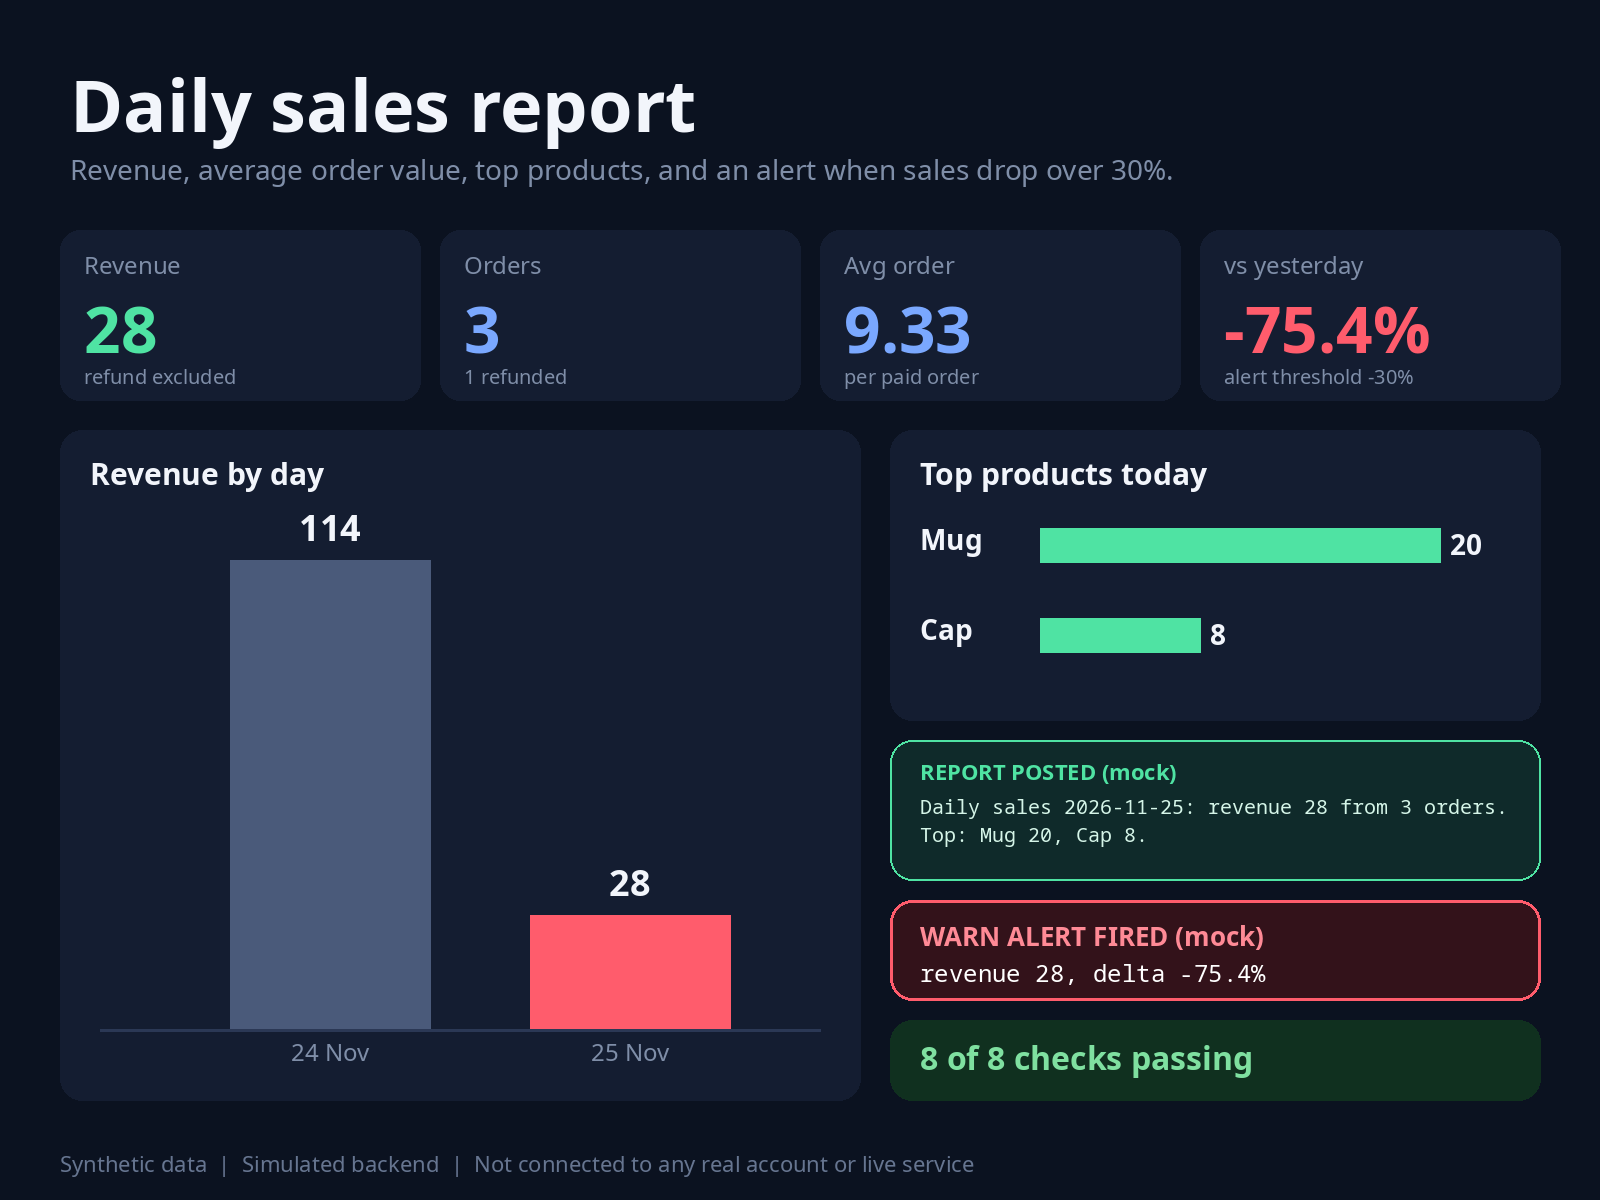 Daily sales report
Revenue, average order value, top products, and an alert when sales drop over 30%.
Revenue
28
refund excluded
Orders
3
1 refunded
Avg order
9.33
per paid order
vs yesterday
-75.4%
alert threshold -30%
Revenue by day
114
28
24 Nov
25 Nov
Top products today
Mug
20
Cap
8
REPORT POSTED (mock)
Daily sales 2026-11-25: revenue 28 from 3 orders.
Top: Mug 20, Cap 8.
WARN ALERT FIRED (mock)
revenue 28, delta -75.4%
8 of 8 checks passing
Synthetic data | Simulated backend | Not connected to any real account or live service